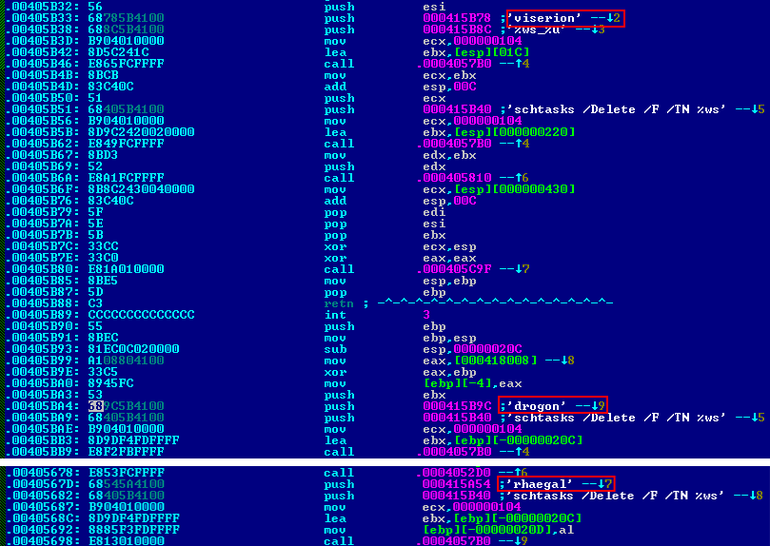 .00405B32: 56 push esi
.00405B33: 68785B4100 push 000415B78 ;'viserion' --↓2
.00405B38: 688C5B4100 push 000415B8C ;'%ws_%u' --↓3
.00405B3D: B904010000 mov ecx,000000104
.00405B42: 8D5C241C lea ebx,[esp][01C]
.00405B46: E865FCFFFF call .0004057B0 --↑4
.00405B4B: 8BCB mov ecx,ebx
.00405B4D: 83C40C add esp,00C
.00405B50: 51 push ecx
.00405B51: 68405B4100 push 000415B40 ;'schtasks /Delete /F /TN %ws' --↓5
.00405B56: B904010000 mov ecx,000000104
.00405B5B: 8D9C2420020000 lea ebx,[esp][000000220]
.00405B62: E849FCFFFF call .0004057B0 --↑4
.00405B67: 8BD3 mov edx,ebx
.00405B69: 52 push edx
.00405B6A: E8A1FCFFFF call .000405810 --↑6
.00405B6F: 8B8C2430040000 mov ecx,[esp][000000430]
.00405B76: 83C40C add esp,00C
.00405B79: 5F pop edi
.00405B7A: 5E pop esi
.00405B7B: 5B pop ebx
.00405B7C: 33CC xor ecx,esp
.00405B7E: 33C0 xor eax,eax
.00405B80: E81A010000 call .000405C9F --↓7
.00405B85: 8BE5 mov esp,ebp
.00405B87: 5D pop ebp
.00405B88: C3 retn ; -^-^-^-^-^-^-^-^-^-^-^-^-^-^-^-
.00405B89: CCCCCCCCCCCCCC int 3
.00405B90: 55 push ebp
.00405B91: 8BEC mov ebp,esp
.00405B93: 81EC0C020000 sub esp,00000020C
.00405B99: A108804100 mov eax,[000418008] --↓8
.00405B9E: 33C5 xor eax,ebp
.00405BA0: 8945FC mov [ebp][-4],eax
.00405BA3: 53 push ebx
.00405BA4: 689C5B4100 push 000415B9C ;'drogon' --↓9
.00405BA9: 68405B4100 push 000415B40 ;'schtasks /Delete /F /TN %ws' --↓5
.00405BAE: B904010000 mov ecx,000000104
.00405BB3: 8D9DF4FDFFFF lea ebx,[ebp][-00000020C]
.00405BB9: E8F2FBFFFF call .0004057B0 --↑4
.00405678: E853FCFFFF call .0004052D0 --↑6
.0040567D: 68545A4100 push 000415A54 ;'rhaegal' --↓7
.00405682: 68405B4100 push 000415B40 ;'schtasks /Delete /F /TN %ws' --↓8
.00405687: B904010000 mov ecx,000000104
.0040568C: 8D9DF4FDFFFF lea ebx,[ebp][-00000020C]
.00405692: 8885F3FDFFFF mov [ebp][-00000020D],al
.00405698: E813010000 call .0004057B0 --↓9